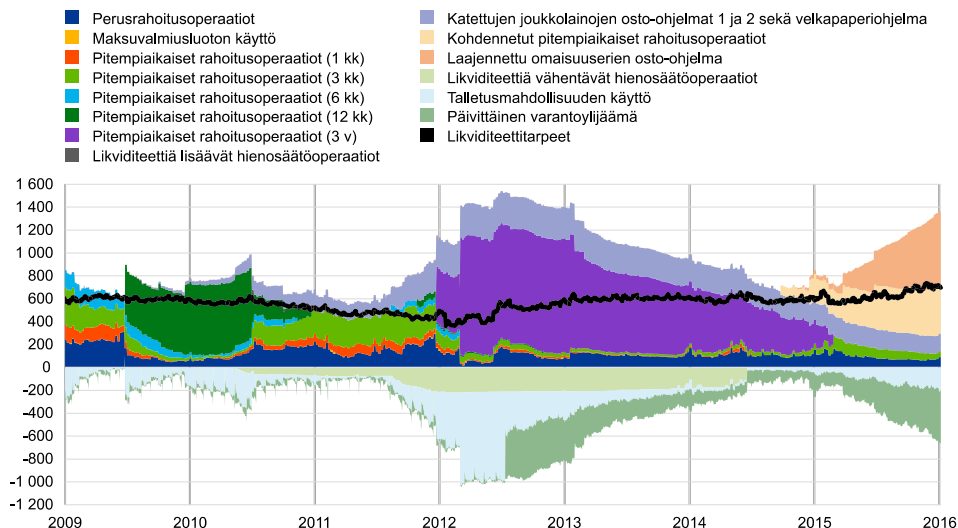 Perusrahoitusoperaatiot
Maksuvalmiusluoton käyttö
Pitempiaikaiset rahoitusoperaatiot (1 kk)
Pitempiaikaiset rahoitusoperaatiot (3 kk)
Pitempiaikaiset rahoitusoperaatiot (6 kk)
Pitempiaikaiset rahoitusoperaatiot (12 kk)
Pitempiaikaiset rahoitusoperaatiot (3 v)
Likviditeettiä lisäävät hienosäätöoperaatiot
Katettujen joukkolainojen osto-ohjelmat 1 ja 2 sekä velkapaperiohjelma
Kohdennetut pitempiaikaiset rahoitusoperaatiot
Laajennettu omaisuuserien osto-ohjelma
Likviditeettiä vähentävät hienosäätöoperaatiot
Talletusmahdollisuuden käyttö
Päivittäinen varantoylijäämä
Likviditeettitarpeet
1 600
1 400
1 200
1 000
800
600
400
200
0
-200
-400
-600
-800
-1 000
-1 200
2009 2010 2011 2012 2013 2014 2015 2016